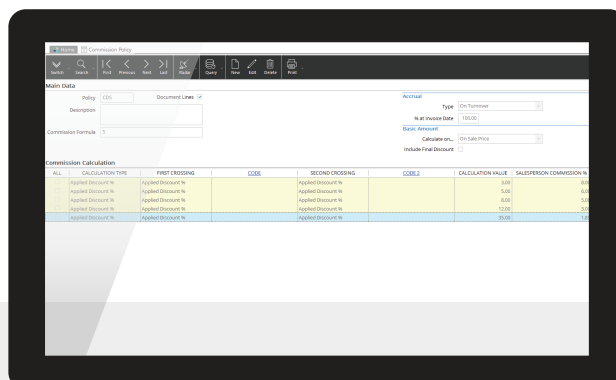 Home Commission Policy
Switch Search First Previous Next Last Radar Query New Edit Delete Print
Main Data
Policy CDS Document Lines
Description
Commission Formula S
Accrual
Type On Turnover
% at Invoice Date 100.00
Basic Amount
Calculate on... On Sale Price
Include Final Discount
Commission Calculation
ALL CALCULATION TYPE FIRST CROSSING CODE SECOND CROSSING CODE 2 CALCULATION VALUE SALESPERSON COMMISSION %
Applied Discount % Applied Discount % Applied Discount % 3.00
Applied Discount % Applied Discount % Applied Discount % 5.00
Applied Discount % Applied Discount % Applied Discount % 8.00
Applied Discount % Applied Discount % Applied Discount % 12.00
Applied Discount % Applied Discount % Applied Discount % 35.00